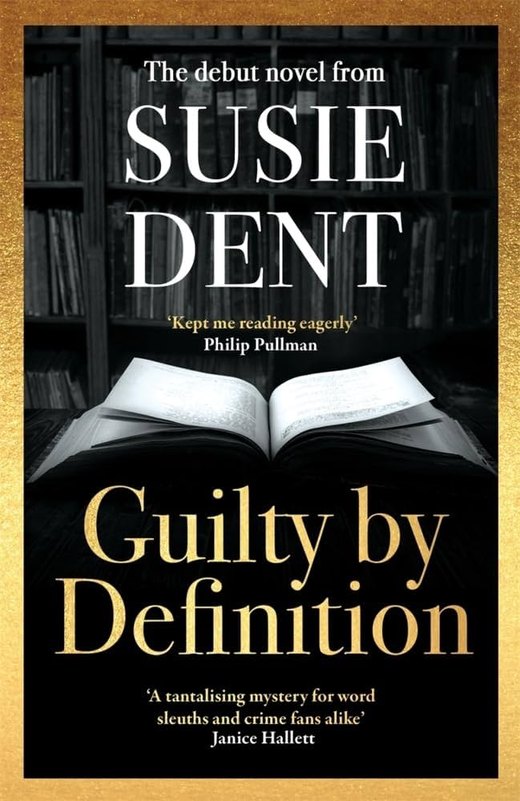 The debut novel from
SUSIE
DENT
‘Kept me reading eagerly’
Philip Pullman
Guilty by
Definition
‘A tantalising mystery for word
sleuths and crime fans alike’
Janice Hallett